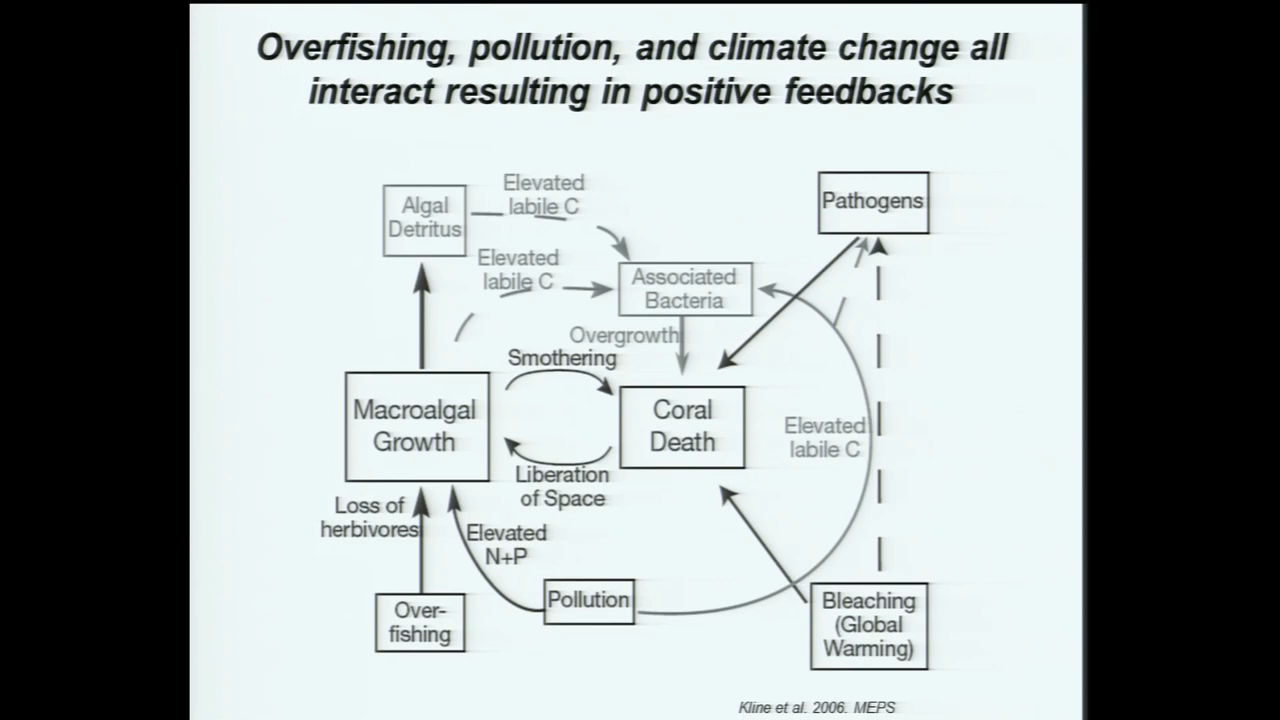 Overfishing, pollution, and climate change all
interact resulting in positive feedbacks
Algal
Detritus
Elevated
labile C
Pathogens
Elevated
labile C
Associated
Bacteria
Overgrowth
Smothering
Macroalgal
Growth
Coral
Death
Elevated
labile C
Liberation
of Space
Loss of
herbivores
Elevated
N+P
Over-
fishing
Pollution
Bleaching
(Global
Warming)
Kline et al. 2006. MEPS